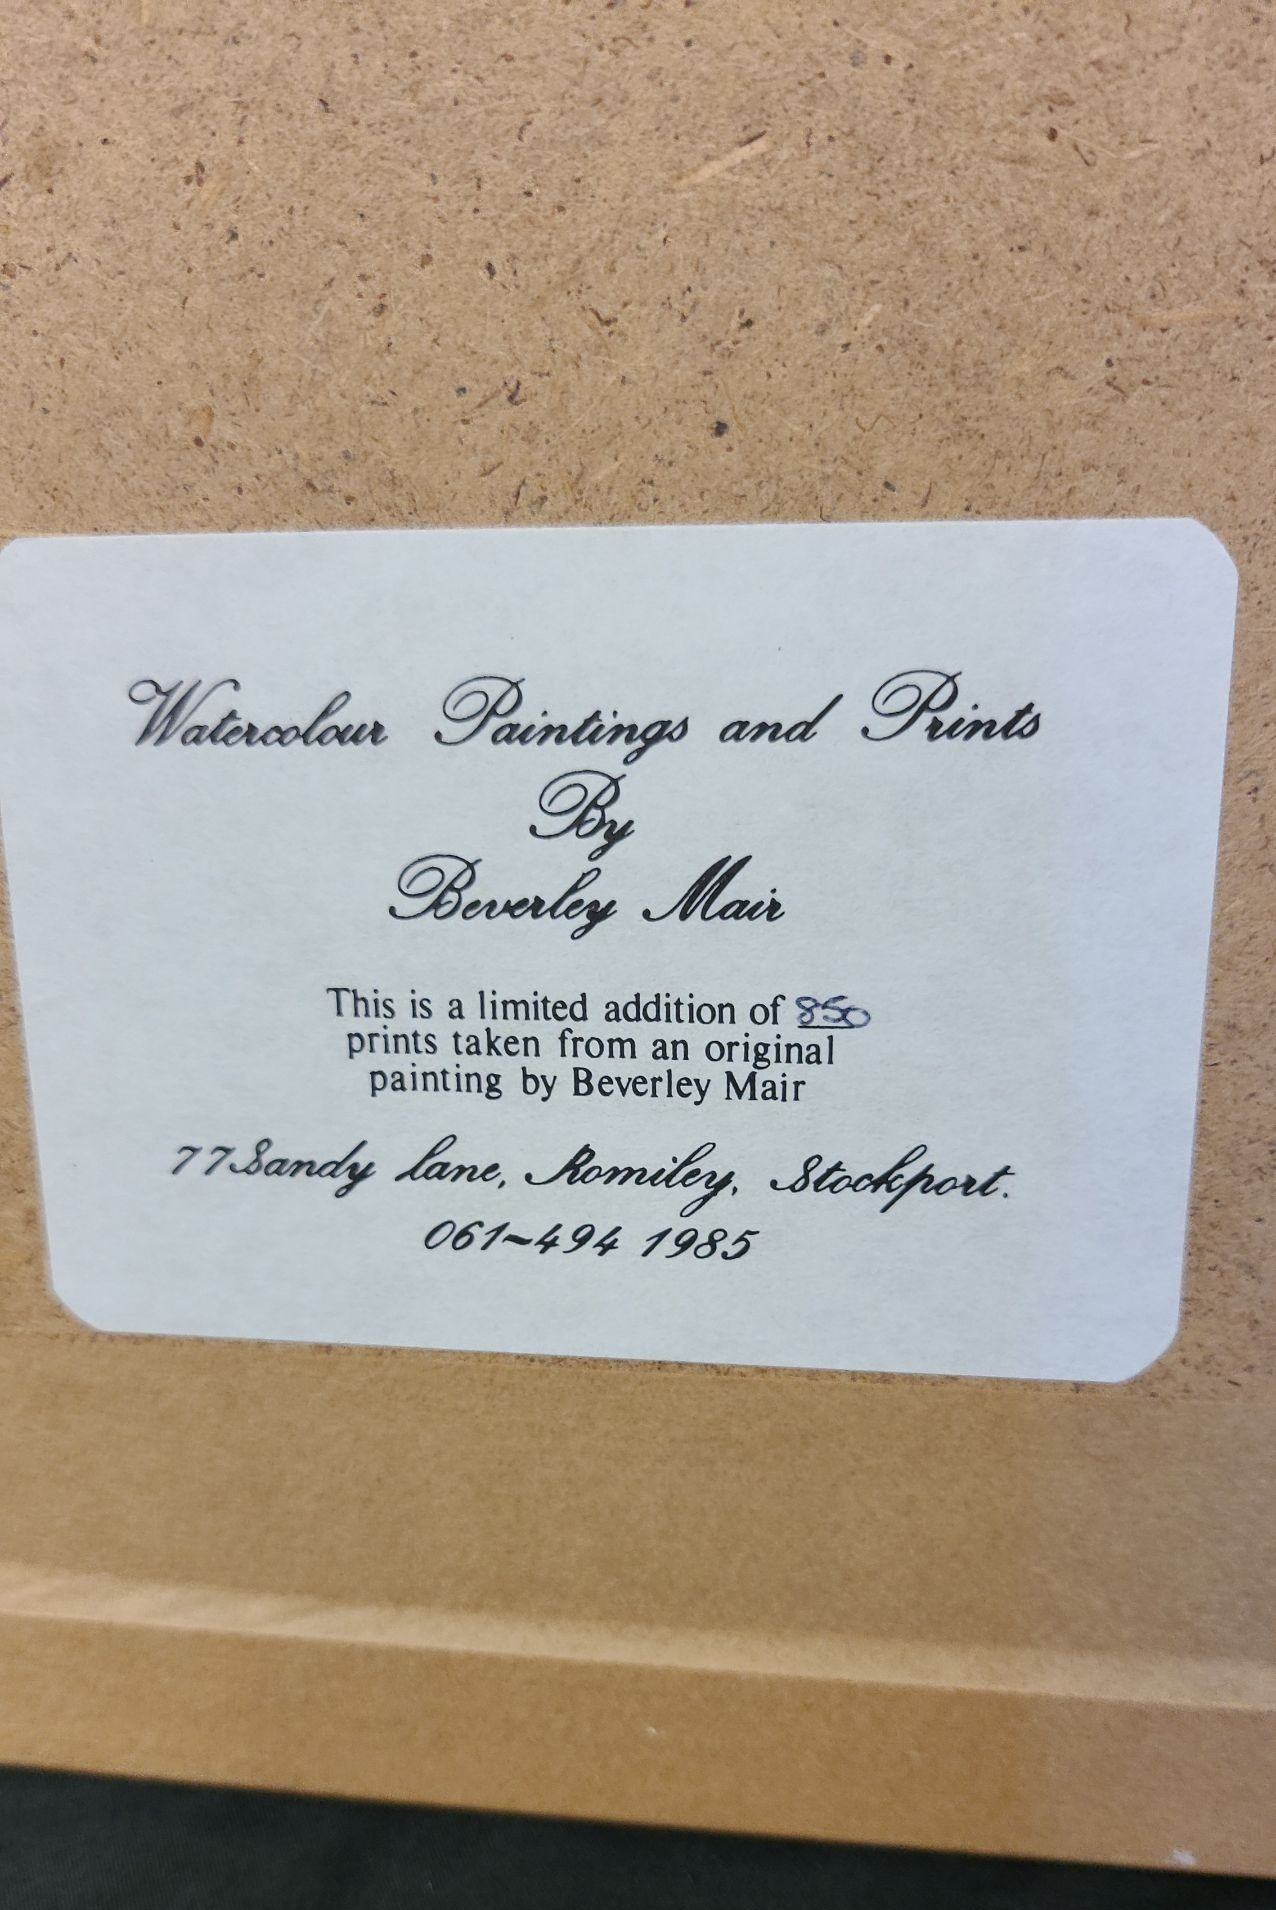 Watercolour Paintings and Prints
By
Beverley Mair
This is a limited addition of 850
prints taken from an original
painting by Beverley Mair
77 Sandy lane, Romiley, Stockport.
061-494 1985